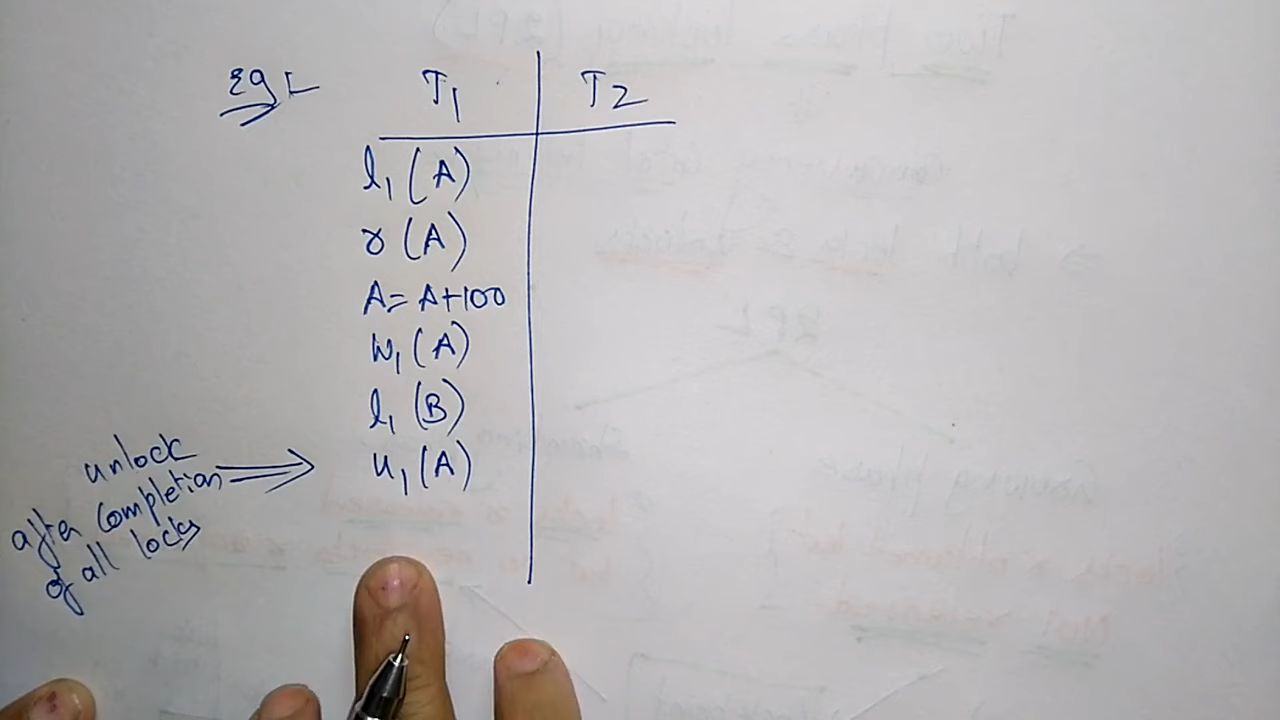 Eg:- T1 T2
l1 (A)
r (A)
A = A+100
W1 (A)
l1 (B)
u1 (A)
unlock
after completion
of all locks